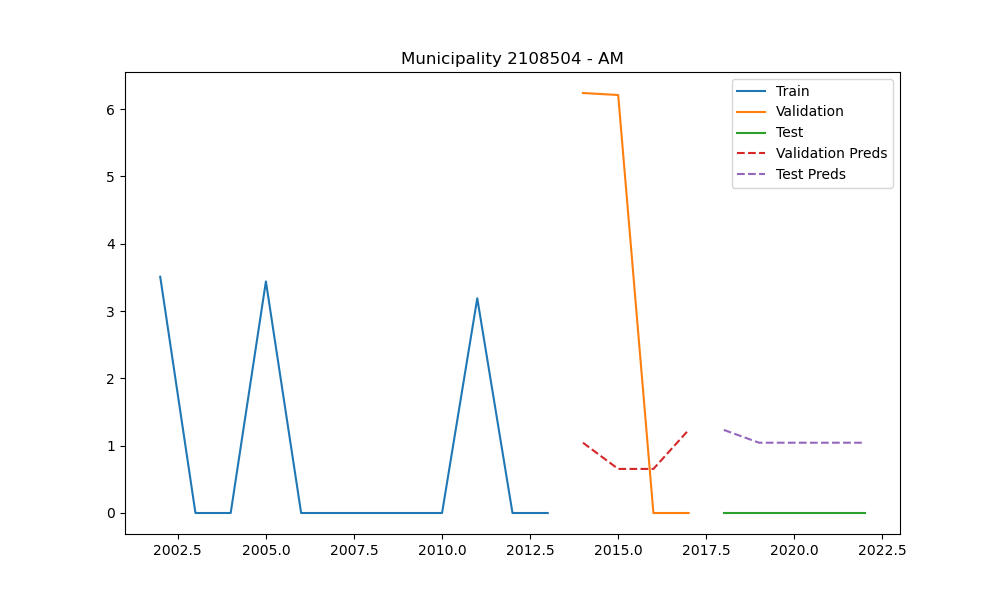 Municipality 2108504 - AM
Train
Validation
Test
Validation Preds
Test Preds
6
5
4
3
2
1
0
2002.5 2005.0 2007.5 2010.0 2012.5 2015.0 2017.5 2020.0 2022.5